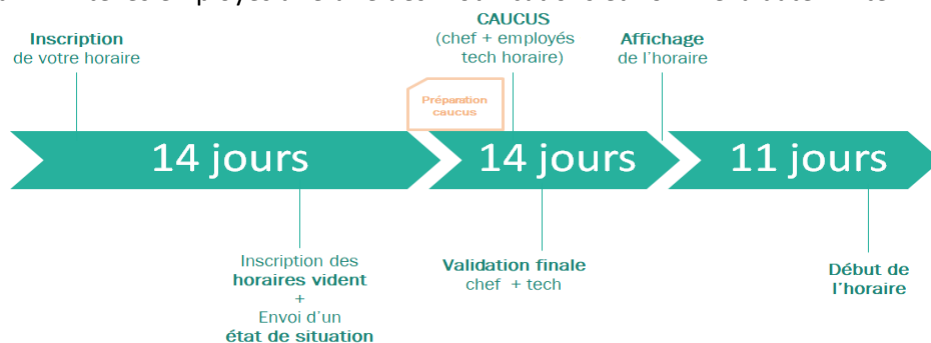 Inscription
de votre horaire
CAUCUS
(chef + employés
tech horaire)
Affichage
de l'horaire
Préparation
caucus
14 jours
14 jours
11 jours
Inscription des
horaires vident
+
Envoi d'un
état de situation
Validation finale
chef + tech
Début de
l'horaire